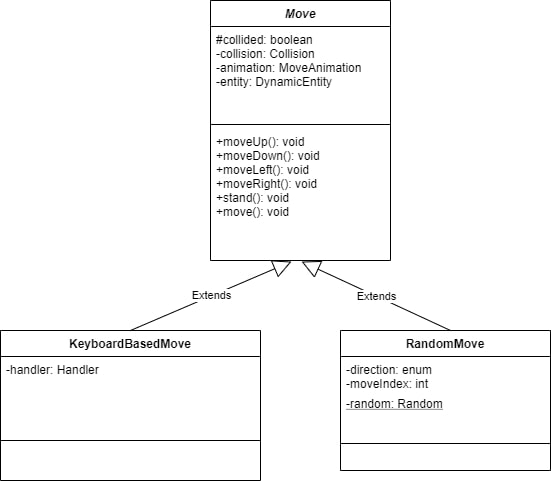 Move
#collided: boolean
-collision: Collision
-animation: MoveAnimation
-entity: DynamicEntity
+moveUp(): void
+moveDown(): void
+moveLeft(): void
+moveRight(): void
+stand(): void
+move(): void
Extends
Extends
KeyboardBasedMove
-handler: Handler
RandomMove
-direction: enum
-moveIndex: int
-random: Random